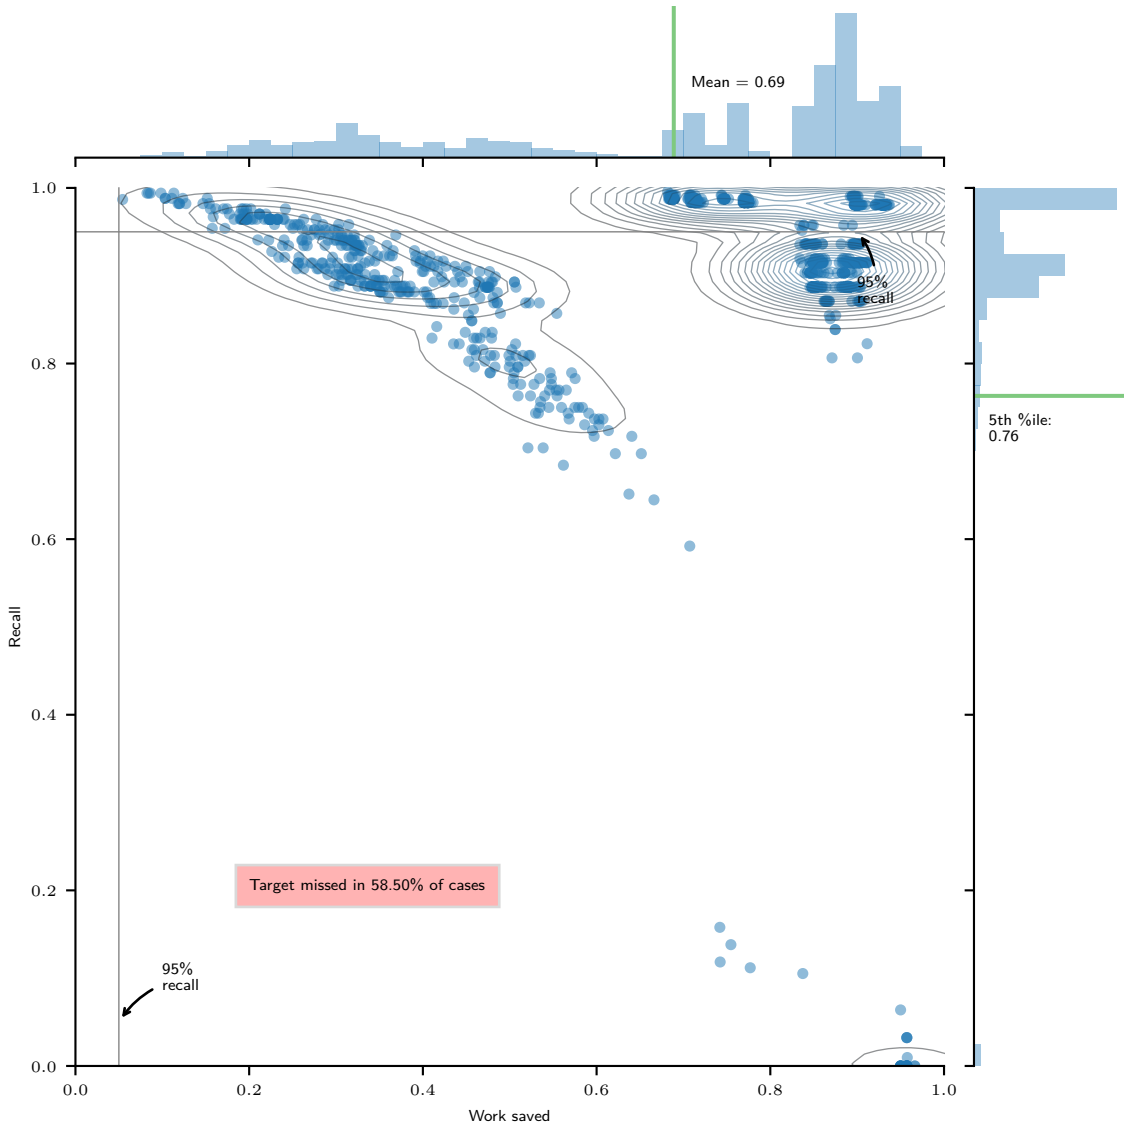 Mean = 0.69
1.0
0.8
0.6
0.4
0.2
0.0
Recall
95%
recall
5th %ile:
0.76
Target missed in 58.50% of cases
95%
recall
0.0
0.2
0.4
0.6
0.8
1.0
Work saved